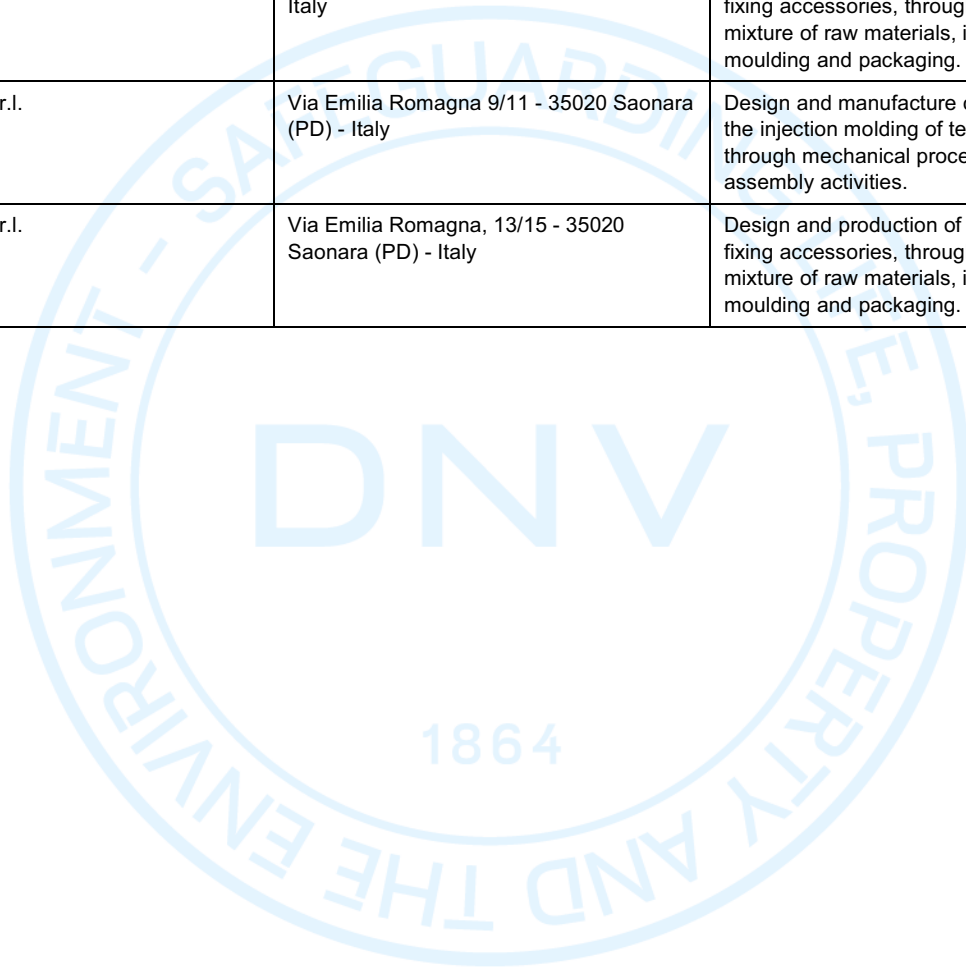 Italy
fixing accessories, throug
mixture of raw materials, i
moulding and packaging.
r.l.
Via Emilia Romagna 9/11 - 35020 Saonara
(PD) - Italy
Design and manufacture
the injection molding of te
through mechanical proce
assembly activities.
r.l.
Via Emilia Romagna, 13/15 - 35020
Saonara (PD) - Italy
Design and production of
fixing accessories, throug
mixture of raw materials, i
moulding and packaging.
SAFEGUARDING LIFE, PROPERTY AND THE ENVIRONMENT -
DNV
1864